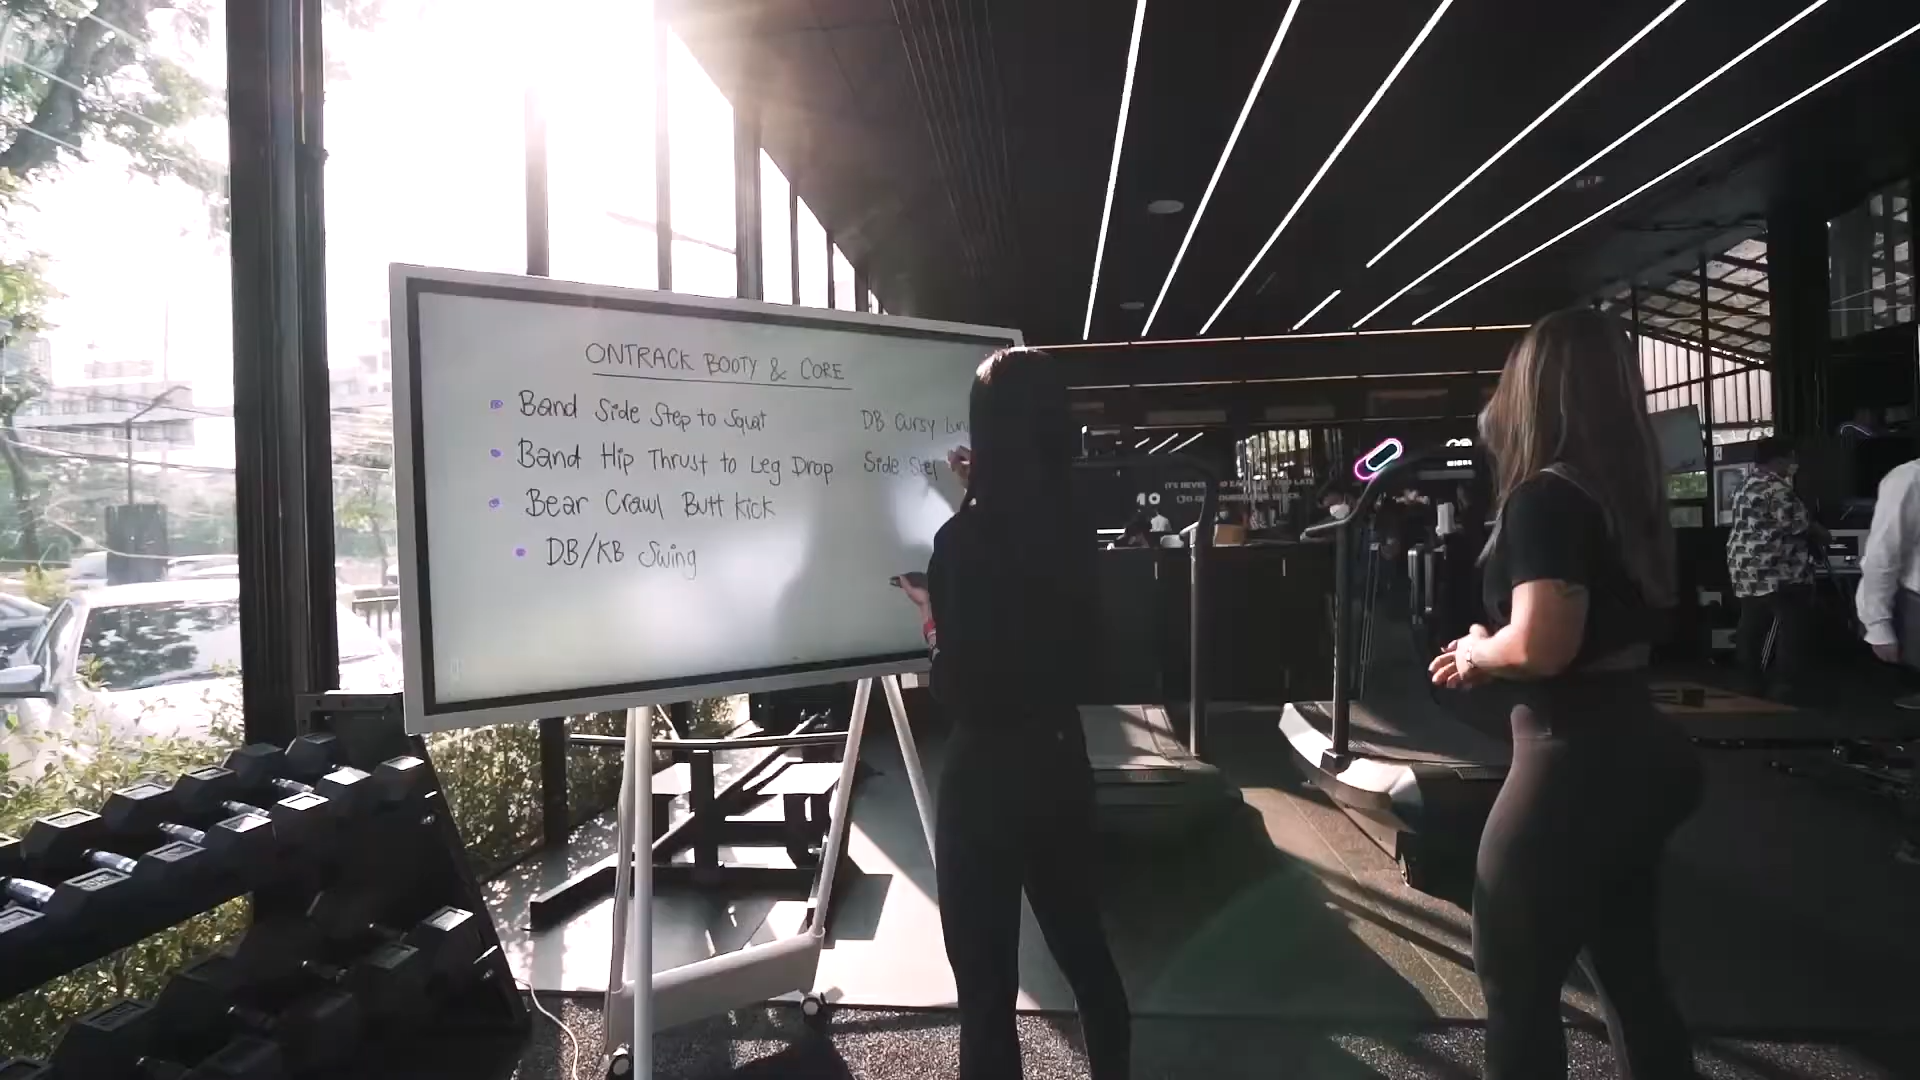 ONTRACK BOOTY & CORE
Band Side Step to Squat
Band Hip Thrust to Leg Drop
Bear Crawl Butt kick
DB/KB Swing
DB Cursy
Side Step